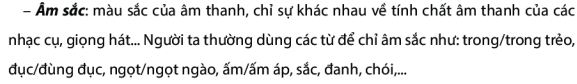 – Âm sắc: màu sắc của âm thanh, chỉ sự khác nhau về tính chất âm thanh của các
nhạc cụ, giọng hát... Người ta thường dùng các từ để chỉ âm sắc như: trong/trong trẻo,
đục/đùng đục, ngọt/ngọt ngào, ấm/ấm áp, sắc, đanh, chói,...